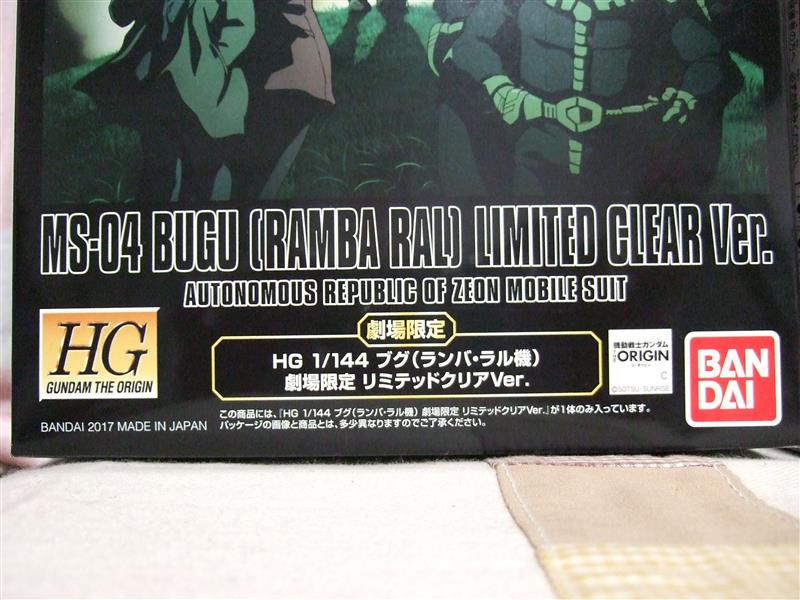 MS-04 BUGU (RAMBA RAL) LIMITED CLEAR Ver.
AUTONOMOUS REPUBLIC OF ZEON MOBILE SUIT
劇場限定
HG
GUNDAM THE ORIGIN
HG 1/144 ブグ(ランバ・ラル機)
劇場限定 リミテッドクリアVer.
機動戦士ガンダム
THE ORIGIN
C
©SOTSU・SUNRISE
BAN
DAI
この商品には、「HG 1/144 ブグ(ランバ・ラル機) 劇場限定 リミテッドクリアVer.」が1体のみ入っています。
パッケージの画像と商品とは、多少異なりますのでご了承ください。
BANDAI 2017 MADE IN JAPAN